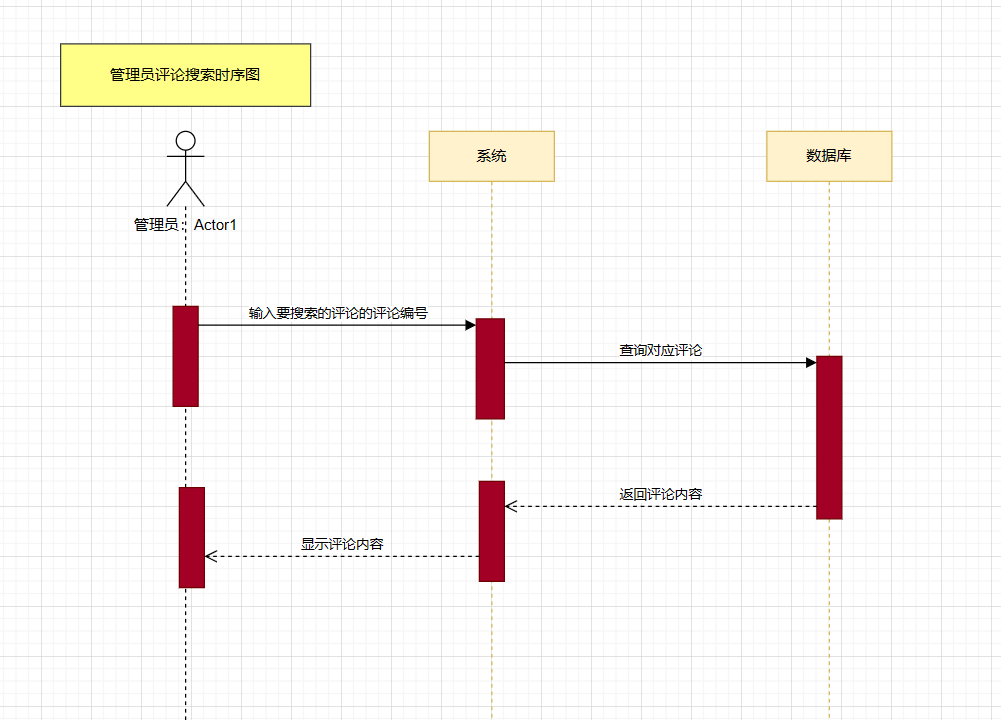 管理员评论搜索时序图
系统
数据库
管理员：Actor1
输入要搜索的评论的评论编号
查询对应评论
返回评论内容
显示评论内容